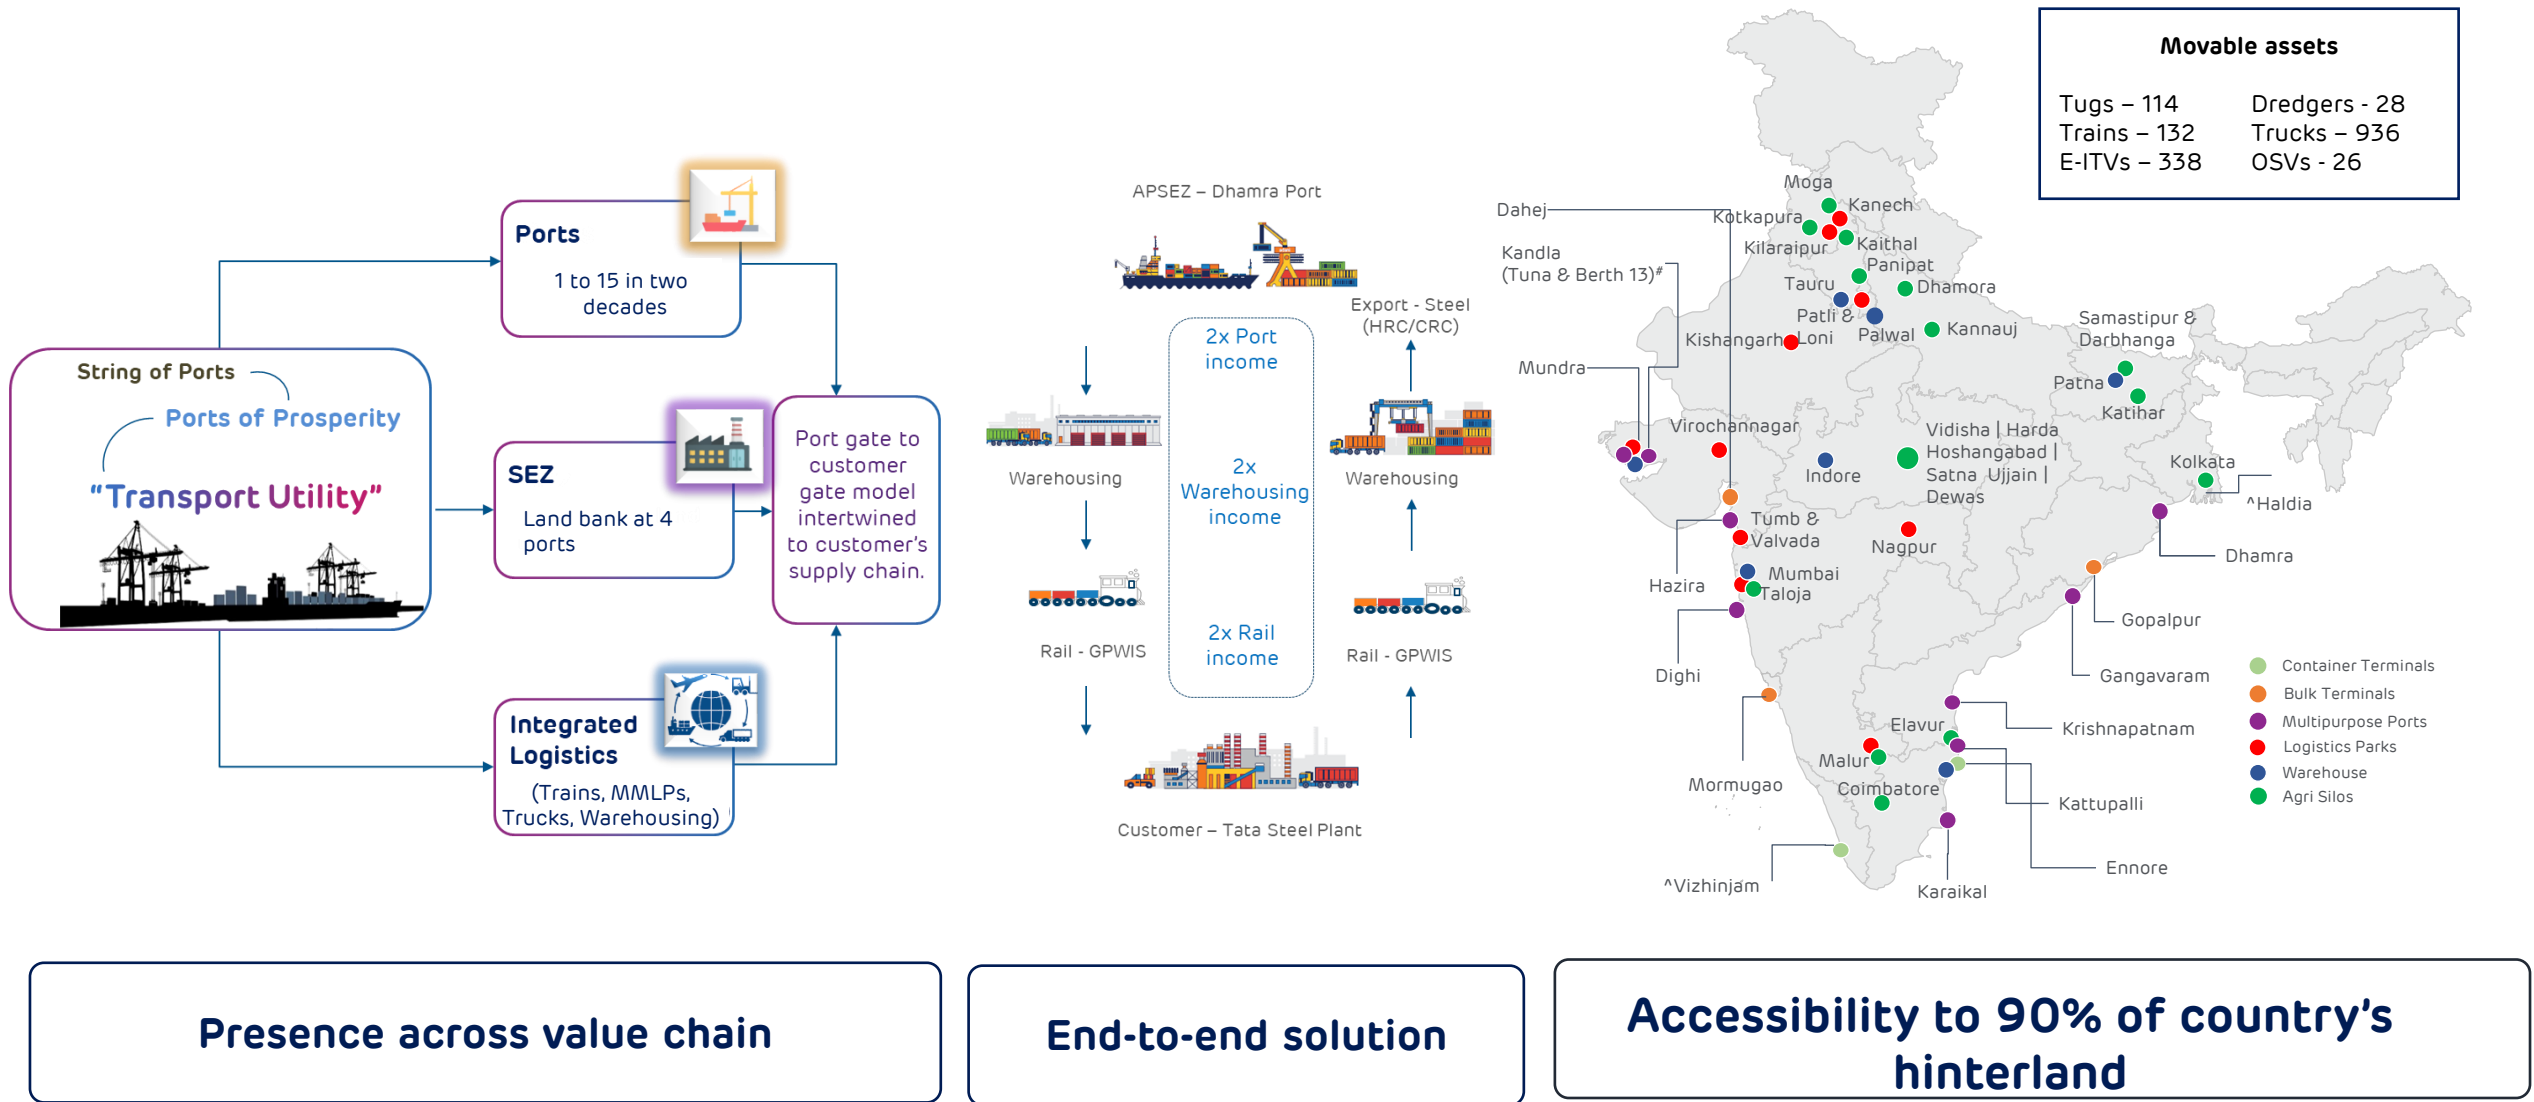 String of Ports
Ports of Prosperity
“Transport Utility”
Ports
1 to 15 in two
decades
SEZ
Land bank at 4
ports
Integrated
Logistics
(Trains, MMLPs,
Trucks, Warehousing)
Port gate to
customer
gate model
intertwined
to customer’s
supply chain.
Presence across value chain
APSEZ – Dhamra Port
Export - Steel
(HRC/CRC)
2x Port
income
Warehousing
2x
Warehousing
income
Warehousing
Rail - GPWIS
2x Rail
income
Rail - GPWIS
Customer – Tata Steel Plant
End-to-end solution
Movable assets
Tugs – 114
Dredgers - 28
Trains – 132
Trucks – 936
E-ITVs – 338
OSVs - 26
Moga
Kanech
Dahej
Kotkapura
Kilaraipur
Kaithal
Kandla
(Tuna & Berth 13)#
Panipat
Tauru
Dhamora
Patli &
Loni
Palwal
Kannauj
Kishangarh
Samastipur &
Darbhanga
Mundra
Patna
Katihar
Virochannagar
Vidisha | Harda
Hoshangabad |
Satna Ujjain |
Dewas
Indore
Kolkata
^Haldia
Tumb &
Valvada
Nagpur
Dhamra
Hazira
Mumbai
Taloja
Gopalpur
Dighi
Gangavaram
Krishnapatnam
Elavur
Malur
Mormugao
Coimbatore
Kattupalli
Ennore
^Vizhinjam
Karaikal
Container Terminals
Bulk Terminals
Multipurpose Ports
Logistics Parks
Warehouse
Agri Silos
Accessibility to 90% of country’s
hinterland